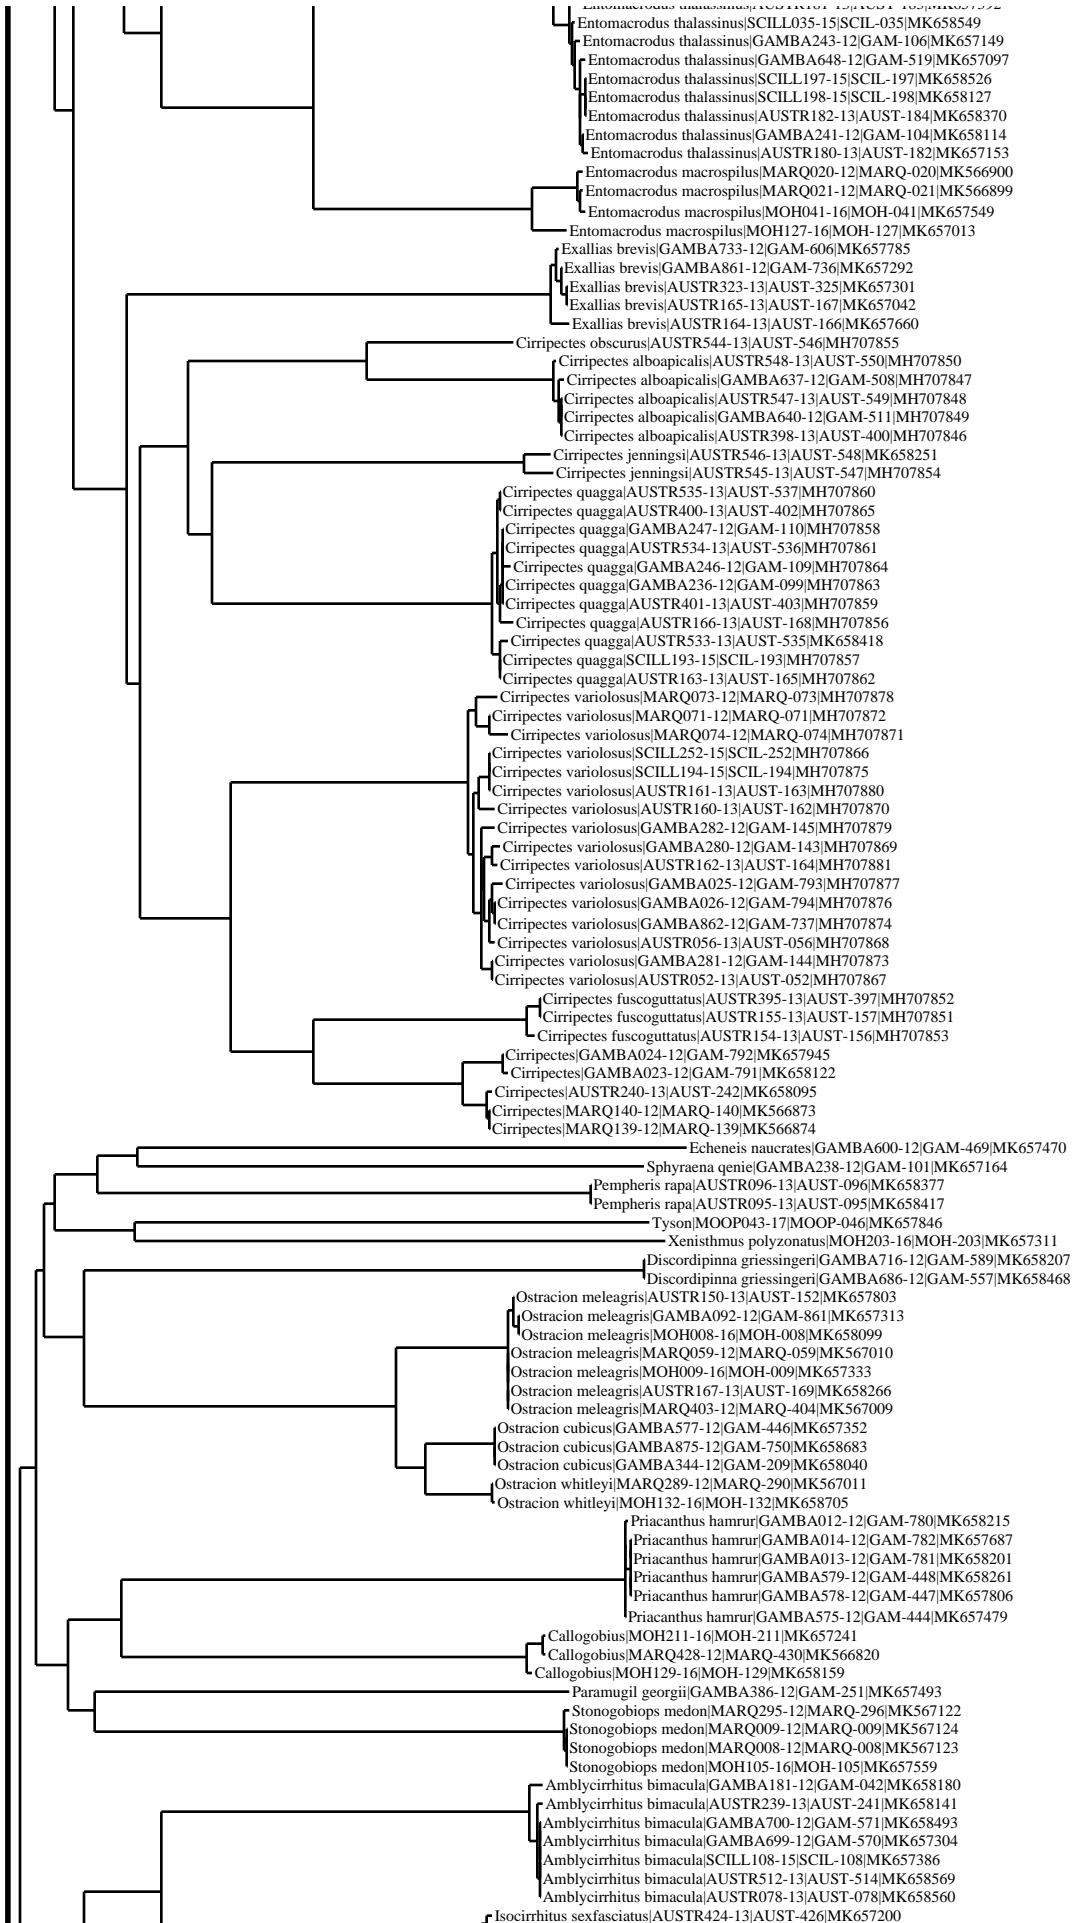 Entomacrodus thalassinus|SCILL035-15|SCIL-035|MK658549
Entomacrodus thalassinus|GAMBA243-12|GAM-106|MK657149
Entomacrodus thalassinus|GAMBA648-12|GAM-519|MK657097
Entomacrodus thalassinus|SCILL197-15|SCIL-197|MK658526
Entomacrodus thalassinus|SCILL198-15|SCIL-198|MK658127
Entomacrodus thalassinus|AUSTR182-13|AUST-184|MK658370
Entomacrodus thalassinus|GAMBA241-12|GAM-104|MK658114
Entomacrodus thalassinus|AUSTR180-13|AUST-182|MK657153
Entomacrodus macrospilus|MARQ020-12|MARQ-020|MK566900
Entomacrodus macrospilus|MARQ021-12|MARQ-021|MK566899
Entomacrodus macrospilus|MOH041-16|MOH-041|MK657549
Entomacrodus macrospilus|MOH127-16|MOH-127|MK657013
Exallias brevis|GAMBA733-12|GAM-606|MK657785
Exallias brevis|GAMBA861-12|GAM-736|MK657292
Exallias brevis|AUSTR323-13|AUST-325|MK657301
Exallias brevis|AUSTR165-13|AUST-167|MK657042
Exallias brevis|AUSTR164-13|AUST-166|MK657660
Cirripectes obscurus|AUSTR544-13|AUST-546|MH707855
Cirripectes alboapicalis|AUSTR548-13|AUST-550|MH707850
Cirripectes alboapicalis|GAMBA637-12|GAM-508|MH707847
Cirripectes alboapicalis|AUSTR547-13|AUST-549|MH707848
Cirripectes alboapicalis|GAMBA640-12|GAM-511|MH707849
Cirripectes alboapicalis|AUSTR398-13|AUST-400|MH707846
Cirripectes jenningsi|AUSTR546-13|AUST-548|MK658251
Cirripectes jenningsi|AUSTR545-13|AUST-547|MH707854
Cirripectes quagga|AUSTR535-13|AUST-537|MH707860
Cirripectes quagga|AUSTR400-13|AUST-402|MH707865
Cirripectes quagga|GAMBA247-12|GAM-110|MH707858
Cirripectes quagga|AUSTR534-13|AUST-536|MH707861
Cirripectes quagga|GAMBA246-12|GAM-109|MH707864
Cirripectes quagga|GAMBA236-12|GAM-099|MH707863
Cirripectes quagga|AUSTR401-13|AUST-403|MH707859
Cirripectes quagga|AUSTR166-13|AUST-168|MH707856
Cirripectes quagga|AUSTR533-13|AUST-535|MK658418
Cirripectes quagga|SCILL193-15|SCIL-193|MH707857
Cirripectes quagga|AUSTR163-13|AUST-165|MH707862
Cirripectes variolosus|MARQ073-12|MARQ-073|MH707878
Cirripectes variolosus|MARQ071-12|MARQ-071|MH707872
Cirripectes variolosus|MARQ074-12|MARQ-074|MH707871
Cirripectes variolosus|SCILL252-15|SCIL-252|MH707866
Cirripectes variolosus|SCILL194-15|SCIL-194|MH707875
Cirripectes variolosus|AUSTR161-13|AUST-163|MH707880
Cirripectes variolosus|AUSTR160-13|AUST-162|MH707870
Cirripectes variolosus|GAMBA282-12|GAM-145|MH707879
Cirripectes variolosus|GAMBA280-12|GAM-143|MH707869
Cirripectes variolosus|AUSTR162-13|AUST-164|MH707881
Cirripectes variolosus|GAMBA025-12|GAM-793|MH707877
Cirripectes variolosus|GAMBA026-12|GAM-794|MH707876
Cirripectes variolosus|GAMBA862-12|GAM-737|MH707874
Cirripectes variolosus|AUSTR056-13|AUST-056|MH707868
Cirripectes variolosus|GAMBA281-12|GAM-144|MH707873
Cirripectes variolosus|AUSTR052-13|AUST-052|MH707867
Cirripectes fuscoguttatus|AUSTR395-13|AUST-397|MH707852
Cirripectes fuscoguttatus|AUSTR155-13|AUST-157|MH707851
Cirripectes fuscoguttatus|AUSTR154-13|AUST-156|MH707853
Cirripectes|GAMBA024-12|GAM-792|MK657945
Cirripectes|GAMBA023-12|GAM-791|MK658122
Cirripectes|AUSTR240-13|AUST-242|MK658095
Cirripectes|MARQ140-12|MARQ-140|MK566873
Cirripectes|MARQ139-12|MARQ-139|MK566874
Echeneis naucrates|GAMBA600-12|GAM-469|MK657470
Sphyraena qenie|GAMBA238-12|GAM-101|MK657164
Pempheris rapa|AUSTR096-13|AUST-096|MK658377
Pempheris rapa|AUSTR095-13|AUST-095|MK658417
Tyson|MOOP043-17|MOOP-046|MK657846
Xenisthmus polyzonatus|MOH203-16|MOH-203|MK657311
Discordipinna griessingeri|GAMBA716-12|GAM-589|MK658207
Discordipinna griessingeri|GAMBA686-12|GAM-557|MK658468
Ostracion meleagris|AUSTR150-13|AUST-152|MK657803
Ostracion meleagris|GAMBA092-12|GAM-861|MK657313
Ostracion meleagris|MOH008-16|MOH-008|MK658099
Ostracion meleagris|MARQ059-12|MARQ-059|MK567010
Ostracion meleagris|MOH009-16|MOH-009|MK657333
Ostracion meleagris|AUSTR167-13|AUST-169|MK658266
Ostracion meleagris|MARQ403-12|MARQ-404|MK567009
Ostracion cubicus|GAMBA577-12|GAM-446|MK657352
Ostracion cubicus|GAMBA875-12|GAM-750|MK658683
Ostracion cubicus|GAMBA344-12|GAM-209|MK658040
Ostracion whitleyi|MARQ289-12|MARQ-290|MK567011
Ostracion whitleyi|MOH132-16|MOH-132|MK658705
Priacanthus hamrur|GAMBA012-12|GAM-780|MK658215
Priacanthus hamrur|GAMBA014-12|GAM-782|MK657687
Priacanthus hamrur|GAMBA013-12|GAM-781|MK658201
Priacanthus hamrur|GAMBA579-12|GAM-448|MK658261
Priacanthus hamrur|GAMBA578-12|GAM-447|MK657806
Priacanthus hamrur|GAMBA575-12|GAM-444|MK657479
Callogobius|MOH211-16|MOH-211|MK657241
Callogobius|MARQ428-12|MARQ-430|MK566820
Callogobius|MOH129-16|MOH-129|MK658159
Paramugil georgii|GAMBA386-12|GAM-251|MK657493
Stonogobiops medon|MARQ295-12|MARQ-296|MK567122
Stonogobiops medon|MARQ009-12|MARQ-009|MK567124
Stonogobiops medon|MARQ008-12|MARQ-008|MK567123
Stonogobiops medon|MOH105-16|MOH-105|MK657559
Amblycirrhitus bimacula|GAMBA181-12|GAM-042|MK658180
Amblycirrhitus bimacula|AUSTR239-13|AUST-241|MK658141
Amblycirrhitus bimacula|GAMBA700-12|GAM-571|MK658493
Amblycirrhitus bimacula|GAMBA699-12|GAM-570|MK657304
Amblycirrhitus bimacula|SCILL108-15|SCIL-108|MK657386
Amblycirrhitus bimacula|AUSTR512-13|AUST-514|MK658569
Amblycirrhitus bimacula|AUSTR078-13|AUST-078|MK658560
Isocirrhitus sexfasciatus|AUSTR424-13|AUST-426|MK657200